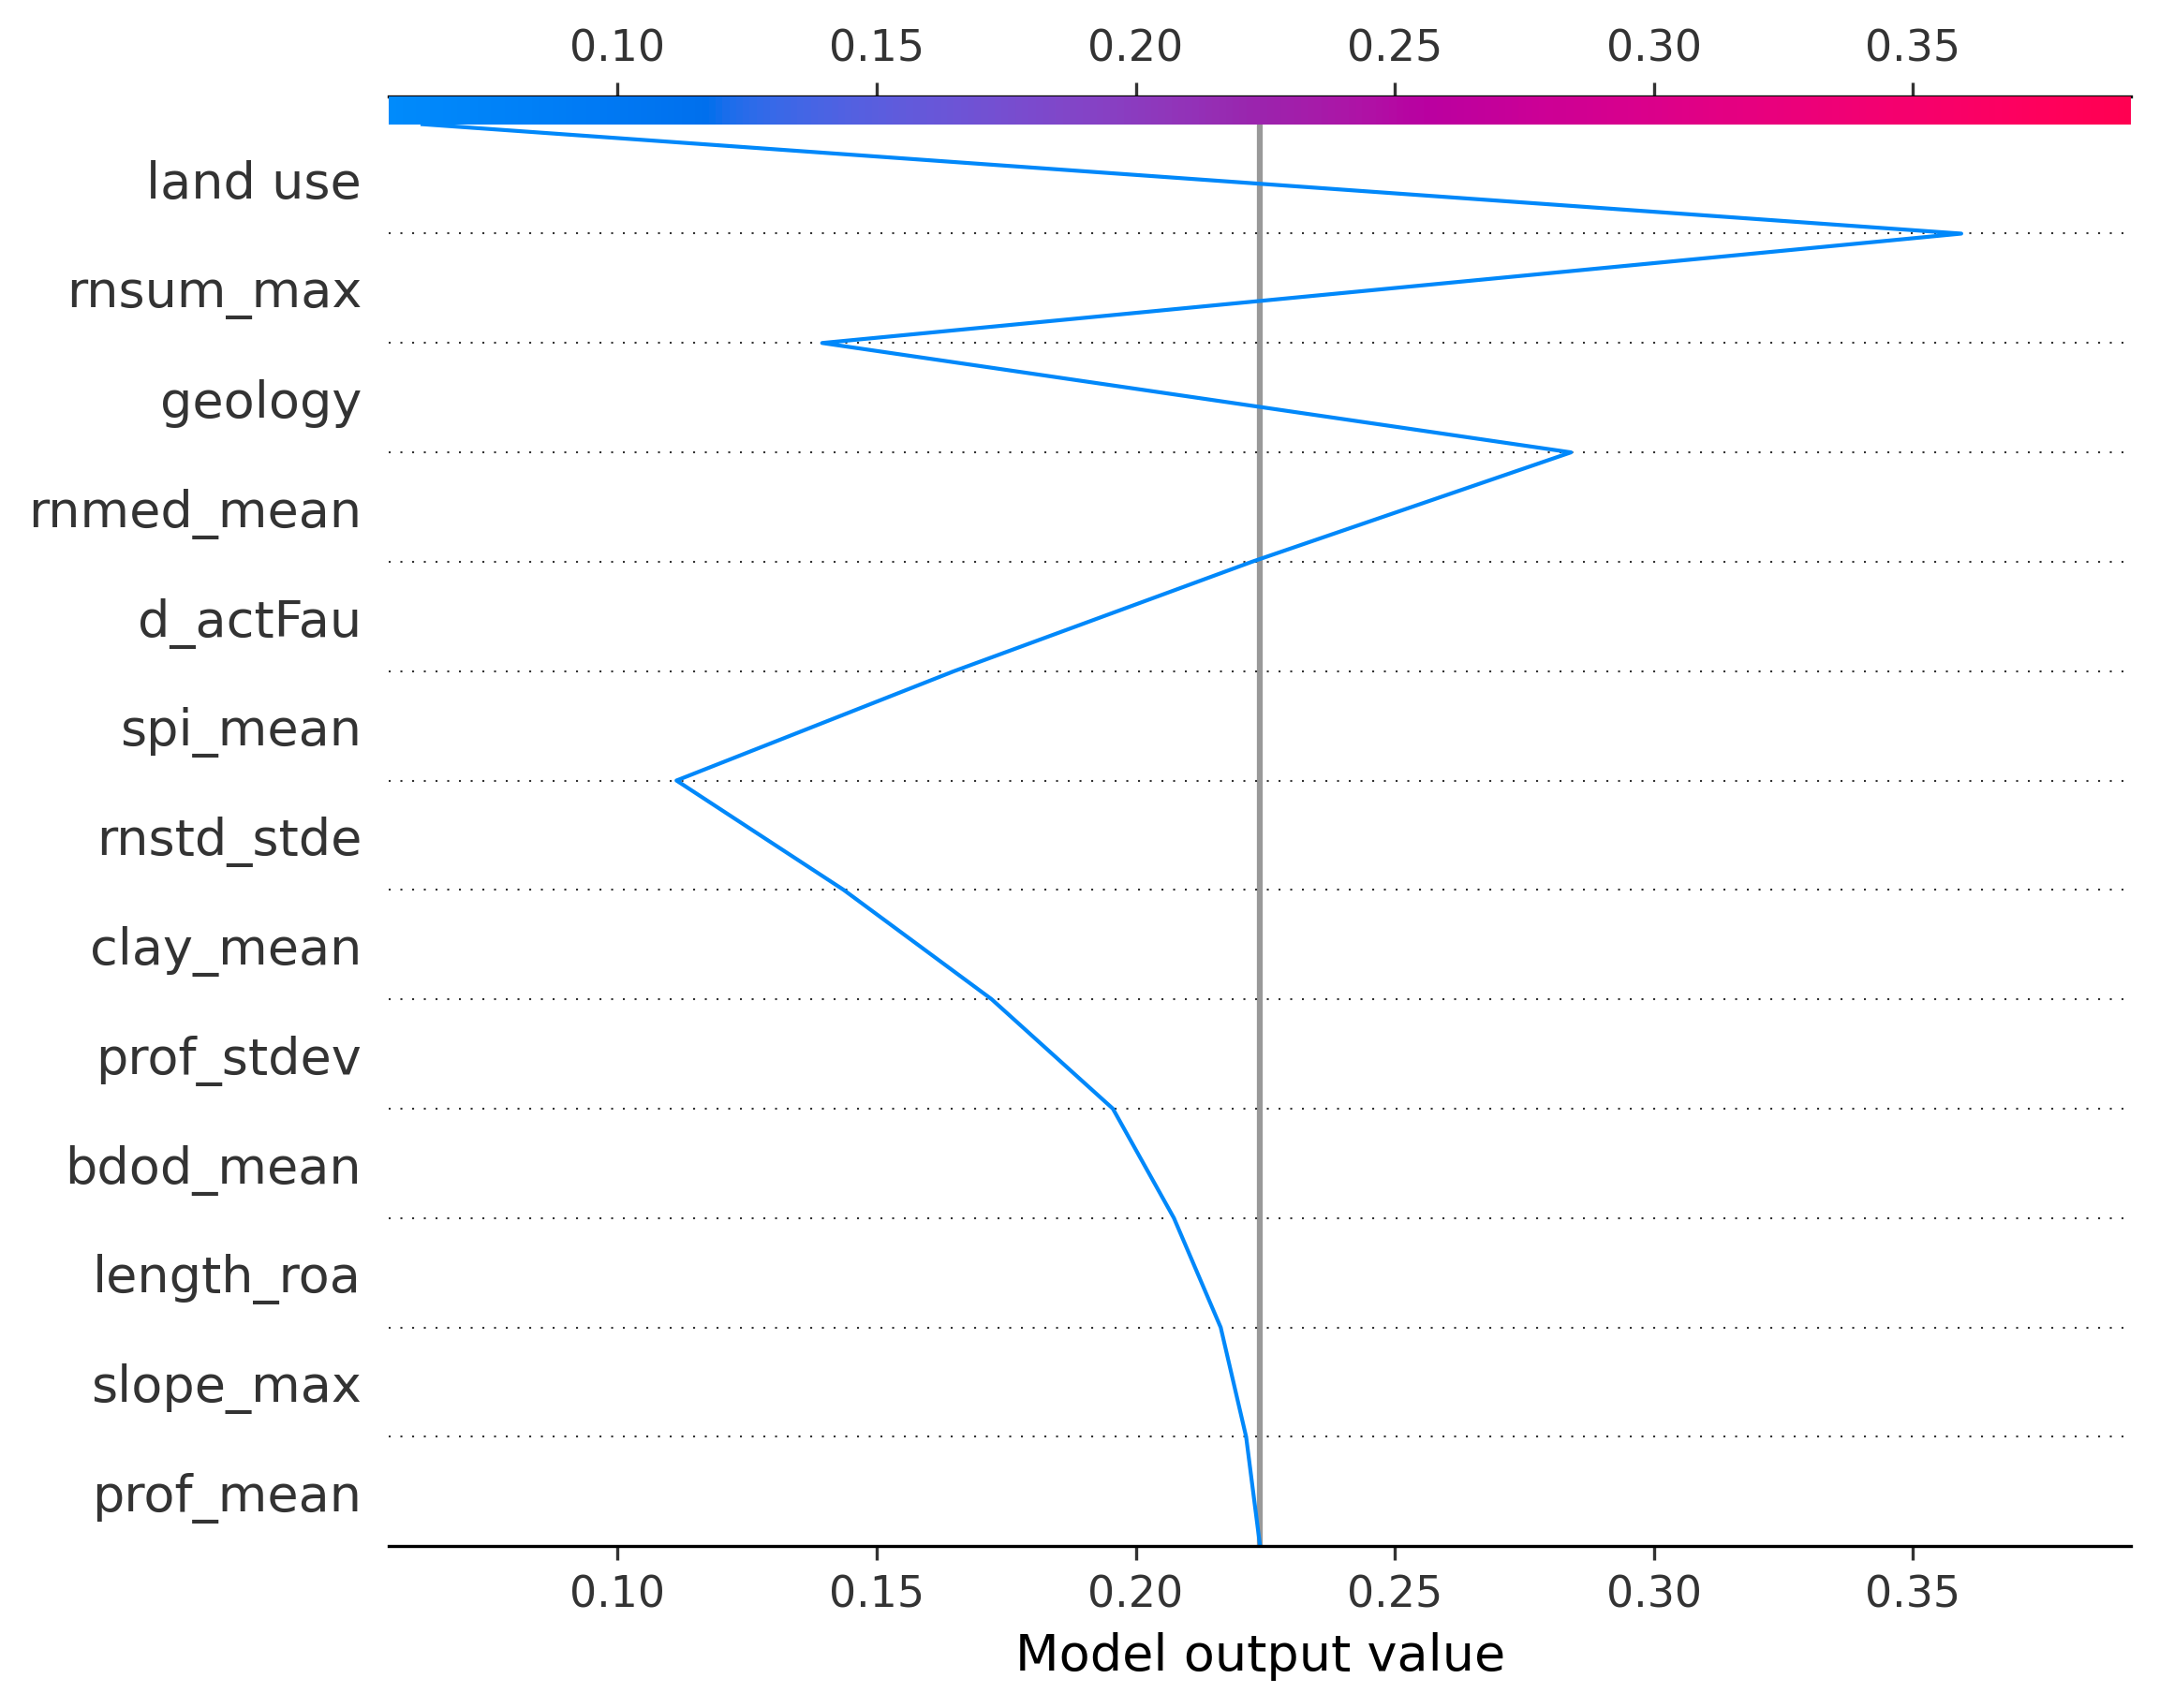 0.10 0.15 0.20 0.25 0.30 0.35
land use
rnsum_max
geology
rnmed_mean
d_actFau
spi_mean
rnstd_stde
clay_mean
prof_stdev
bdod_mean
length_roa
slope_max
prof_mean
0.10 0.15 0.20 0.25 0.30 0.35
Model output value